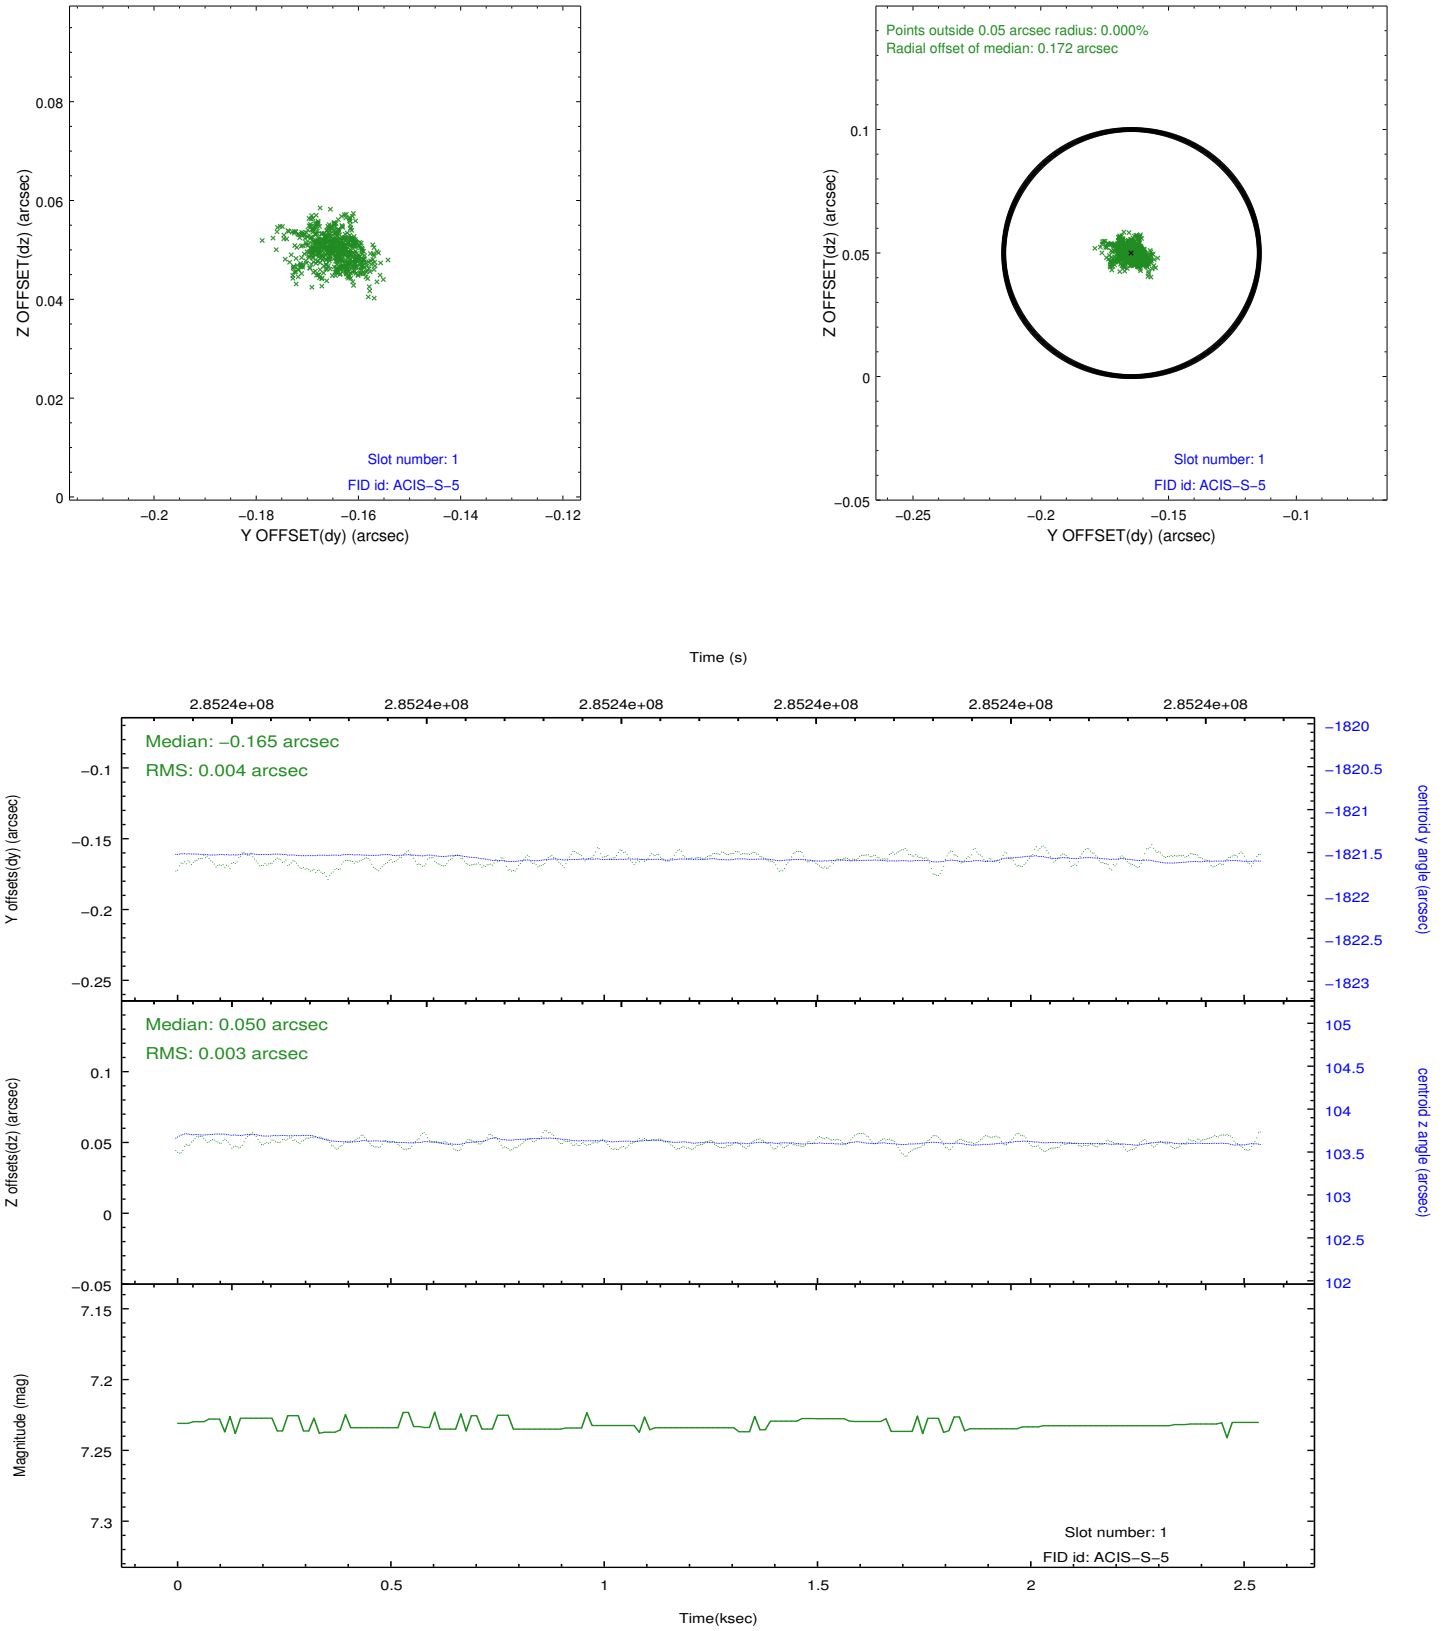 0.08
0.06
0.04
0.02
0
Z OFFSET(dz) (arcsec)
Slot number: 1
FID id: ACIS−S−5
−0.2
−0.18
−0.16
−0.14
−0.12
Y OFFSET(dy) (arcsec)
Points outside 0.05 arcsec radius: 0.000%
Radial offset of median: 0.172 arcsec
0.1
0.05
0
−0.05
Z OFFSET(dz) (arcsec)
Slot number: 1
FID id: ACIS−S−5
−0.25
−0.2
−0.15
−0.1
Y OFFSET(dy) (arcsec)
Time (s)
2.8524e+08
2.8524e+08
2.8524e+08
2.8524e+08
2.8524e+08
2.8524e+08
Median: −0.165 arcsec
RMS: 0.004 arcsec
−0.1
−0.15
−0.2
−0.25
Y offsets(dy) (arcsec)
−1820
−1820.5
−1821
−1821.5
−1822
−1822.5
−1823
centroid y angle (arcsec)
Median: 0.050 arcsec
RMS: 0.003 arcsec
0.1
0.05
0
−0.05
Z offsets(dz) (arcsec)
105
104.5
104
103.5
103
102.5
102
centroid z angle (arcsec)
7.15
7.2
7.25
7.3
Magnitude (mag)
Slot number: 1
FID id: ACIS−S−5
0
0.5
1
1.5
2
2.5
Time(ksec)